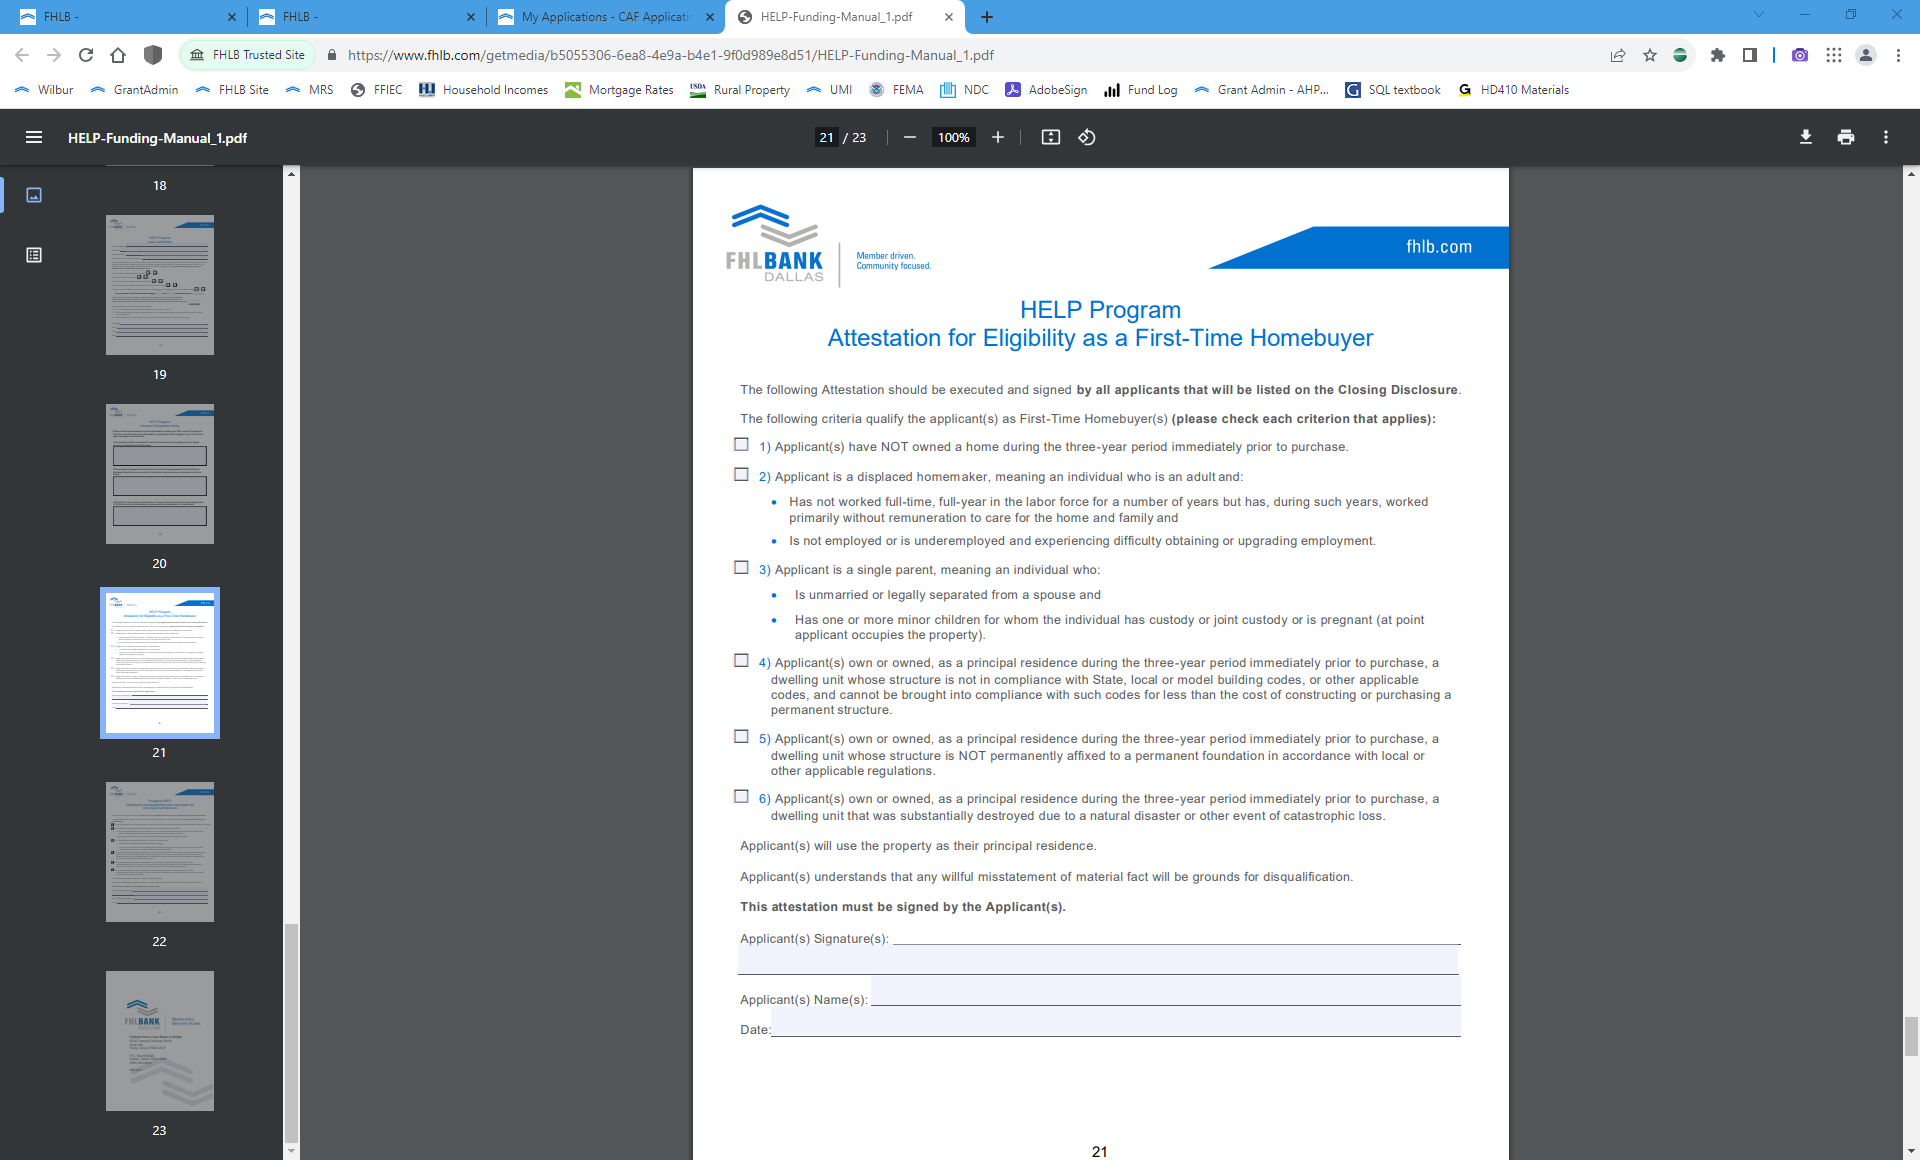 FHLB -
FHLB -
My Applications - CAF Applicati
HELP-Funding-Manual_1.pdf
FHLB Trusted Site
https://www.fhlb.com/getmedia/b5055306-6ea8-4e9a-b4e1-9f0d989e8d51/HELP-Funding-Manual_1.pdf
Wilbur GrantAdmin FHLB Site MRS FFIEC Household Incomes Mortgage Rates USDA Rural Property UMI FEMA NDC AdobeSign Fund Log Grant Admin - AHP... SQL textbook HD410 Materials
HELP-Funding-Manual_1.pdf
21 / 23
100%
18
19
20
21
22
FHLBANK
23
FHLBANK
DALLAS
Member driven.
Community focused.
fhlb.com
HELP Program
Attestation for Eligibility as a First-Time Homebuyer
The following Attestation should be executed and signed by all applicants that will be listed on the Closing Disclosure.
The following criteria qualify the applicant(s) as First-Time Homebuyer(s) (please check each criterion that applies):
1) Applicant(s) have NOT owned a home during the three-year period immediately prior to purchase.
2) Applicant is a displaced homemaker, meaning an individual who is an adult and:
• Has not worked full-time, full-year in the labor force for a number of years but has, during such years, worked
primarily without remuneration to care for the home and family and
• Is not employed or is underemployed and experiencing difficulty obtaining or upgrading employment.
3) Applicant is a single parent, meaning an individual who:
• Is unmarried or legally separated from a spouse and
• Has one or more minor children for whom the individual has custody or joint custody or is pregnant (at point
applicant occupies the property).
4) Applicant(s) own or owned, as a principal residence during the three-year period immediately prior to purchase, a
dwelling unit whose structure is not in compliance with State, local or model building codes, or other applicable
codes, and cannot be brought into compliance with such codes for less than the cost of constructing or purchasing a
permanent structure.
5) Applicant(s) own or owned, as a principal residence during the three-year period immediately prior to purchase, a
dwelling unit whose structure is NOT permanently affixed to a permanent foundation in accordance with local or
other applicable regulations.
6) Applicant(s) own or owned, as a principal residence during the three-year period immediately prior to purchase, a
dwelling unit that was substantially destroyed due to a natural disaster or other event of catastrophic loss.
Applicant(s) will use the property as their principal residence.
Applicant(s) understands that any willful misstatement of material fact will be grounds for disqualification.
This attestation must be signed by the Applicant(s).
Applicant(s) Signature(s):
Applicant(s) Name(s):
Date:
21